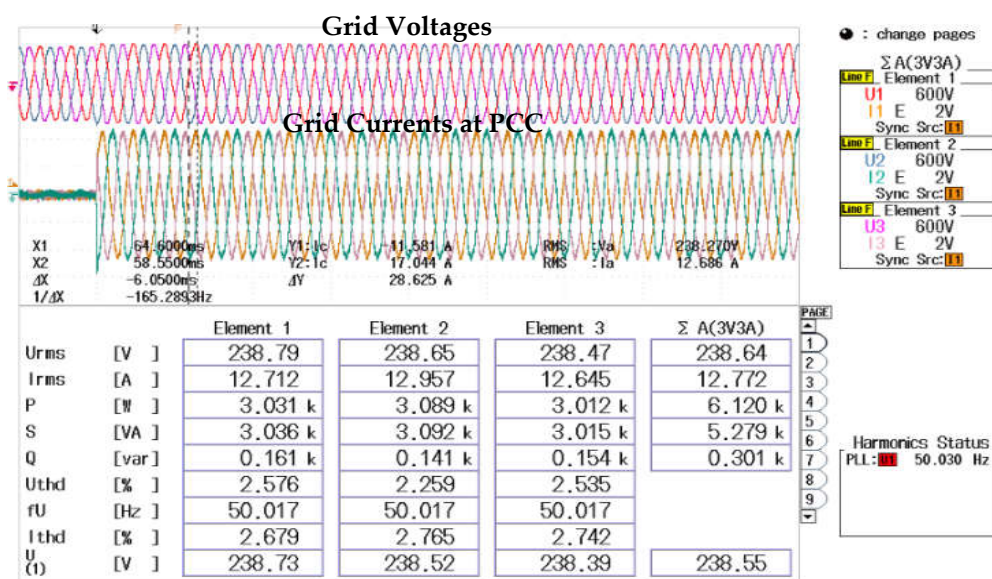 Grid Voltages
Grid Currents at PCC
X1 64.6000ms Y1:Ic -11.581 A RMS :Va 238.270V
X2 58.5500ms Y2:Ic 17.044 A RMS :Ia 12.686 A
ΔX -6.0500ms ΔY 28.625 A
1/ΔX -165.2893Hz
: change pages
Σ A(3V3A)
Line F Element 1
U1 600V
I1 E 2V
Sync Src: I1
Line F Element 2
U2 600V
I2 E 2V
Sync Src: I1
Line F Element 3
U3 600V
I3 E 2V
Sync Src: I1
Element 1 Element 2 Element 3 Σ A(3V3A)
Urms [V ] 238.79 238.65 238.47 238.64
Irms [A ] 12.712 12.957 12.645 12.772
P [W ] 3.031 k 3.089 k 3.012 k 6.120 k
S [VA ] 3.036 k 3.092 k 3.015 k 5.279 k
Q [var] 0.161 k 0.141 k 0.154 k 0.301 k
Uthd [% ] 2.576 2.259 2.535
fU [Hz ] 50.017 50.017 50.017
Ithd [% ] 2.679 2.765 2.742
U(1) [V ] 238.73 238.52 238.39 238.55
PAGE
1
2
3
4
5
6
7
8
9
Harmonics Status
PLL: U1 50.030 Hz